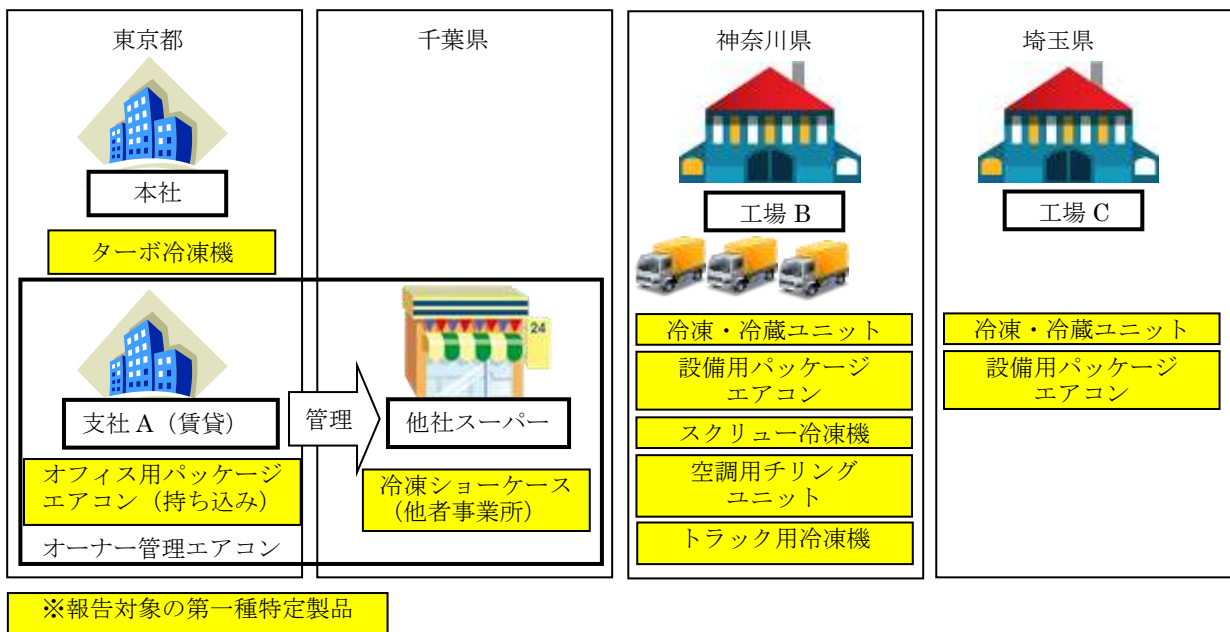 東京都
本社
ターボ冷凍機
支社 A（賃貸）
オフィス用パッケージ
エアコン（持ち込み）
オーナー管理エアコン
管理
千葉県
24
他社スーパー
冷凍ショーケース
（他者事業所）
神奈川県
工場 B
冷凍・冷蔵ユニット
設備用パッケージ
エアコン
スクリュー冷凍機
空調用チリング
ユニット
トラック用冷凍機
埼玉県
工場 C
冷凍・冷蔵ユニット
設備用パッケージ
エアコン
※報告対象の第一種特定製品